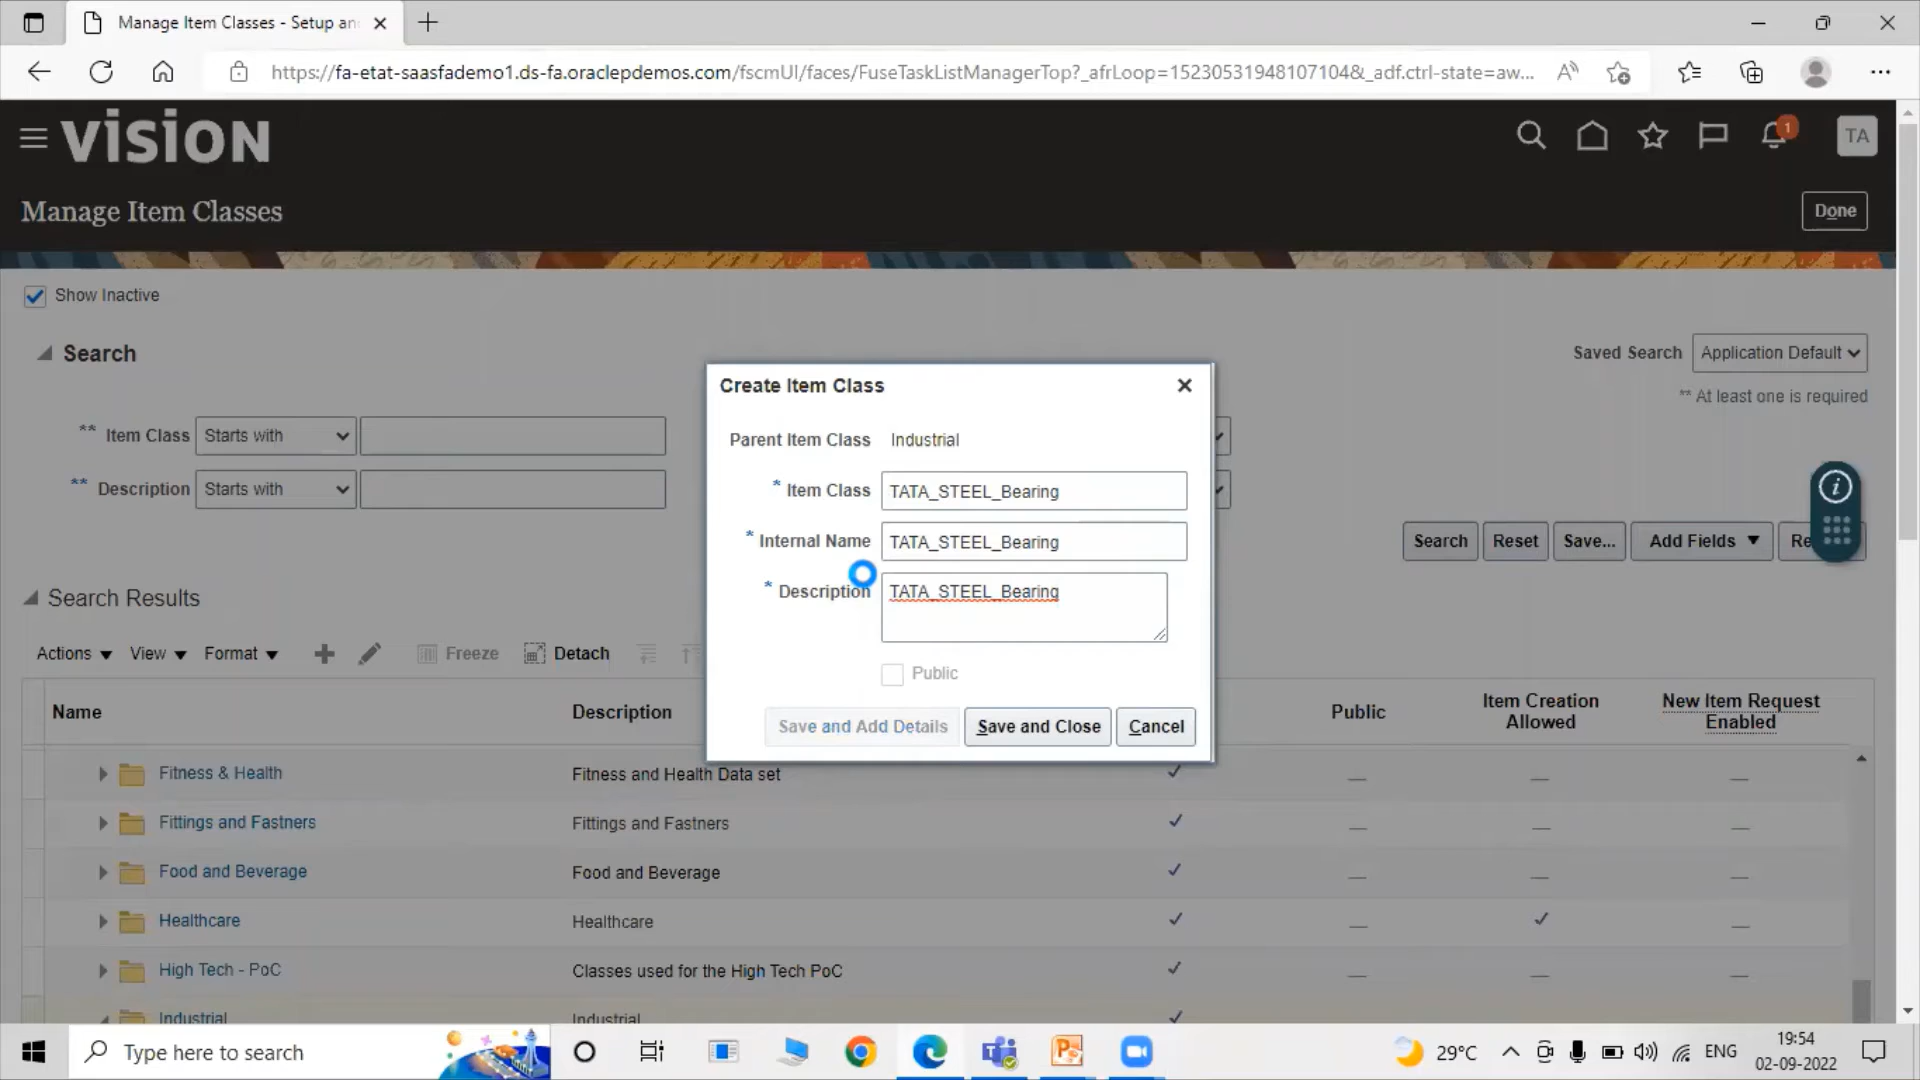 Manage Item Classes - Setup an
https://fa-etat-saasfademo1.ds-fa.oraclepdemos.com/fscmUI/faces/FuseTaskListManagerTop?_afrLoop=15230531948107104&_adf.ctrl-state=aw...
VISION
1
TA
Manage Item Classes
Done
Show Inactive
Search
Saved Search
Application Default
** At least one is required
** Item Class
Starts with
** Description
Starts with
Search
Reset
Save...
Add Fields
Re
Search Results
Actions
View
Format
Freeze
Detach
Name
Description
Public
Item Creation Allowed
New Item Request Enabled
Fitness & Health
Fitness and Health Data set
Fittings and Fastners
Fittings and Fastners
Food and Beverage
Food and Beverage
Healthcare
Healthcare
High Tech - PoC
Classes used for the High Tech PoC
Industrial
Industrial
Create Item Class
Parent Item Class
Industrial
* Item Class
TATA_STEEL_Bearing
* Internal Name
TATA_STEEL_Bearing
* Description
TATA_STEEL_Bearing
Public
Save and Add Details
Save and Close
Cancel
Type here to search
29°C
ENG
19:54
02-09-2022